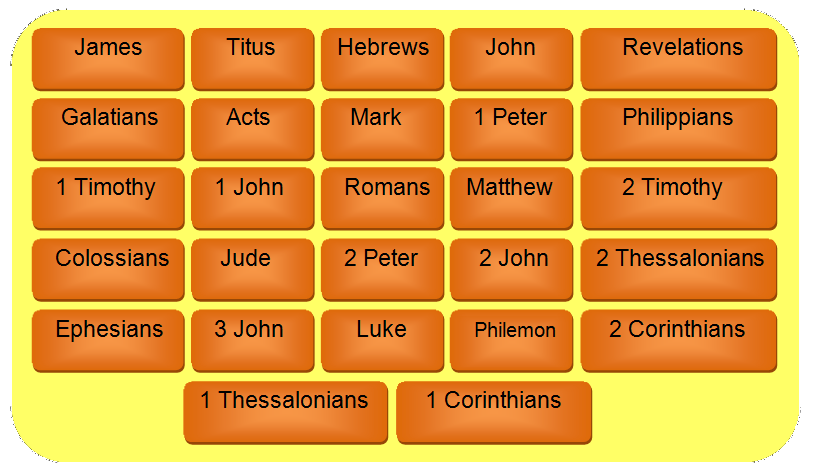 James Titus Hebrews John Revelations
Galatians Acts Mark 1 Peter Philippians
1 Timothy 1 John Romans Matthew 2 Timothy
Colossians Jude 2 Peter 2 John 2 Thessalonians
Ephesians 3 John Luke Philemon 2 Corinthians
1 Thessalonians 1 Corinthians